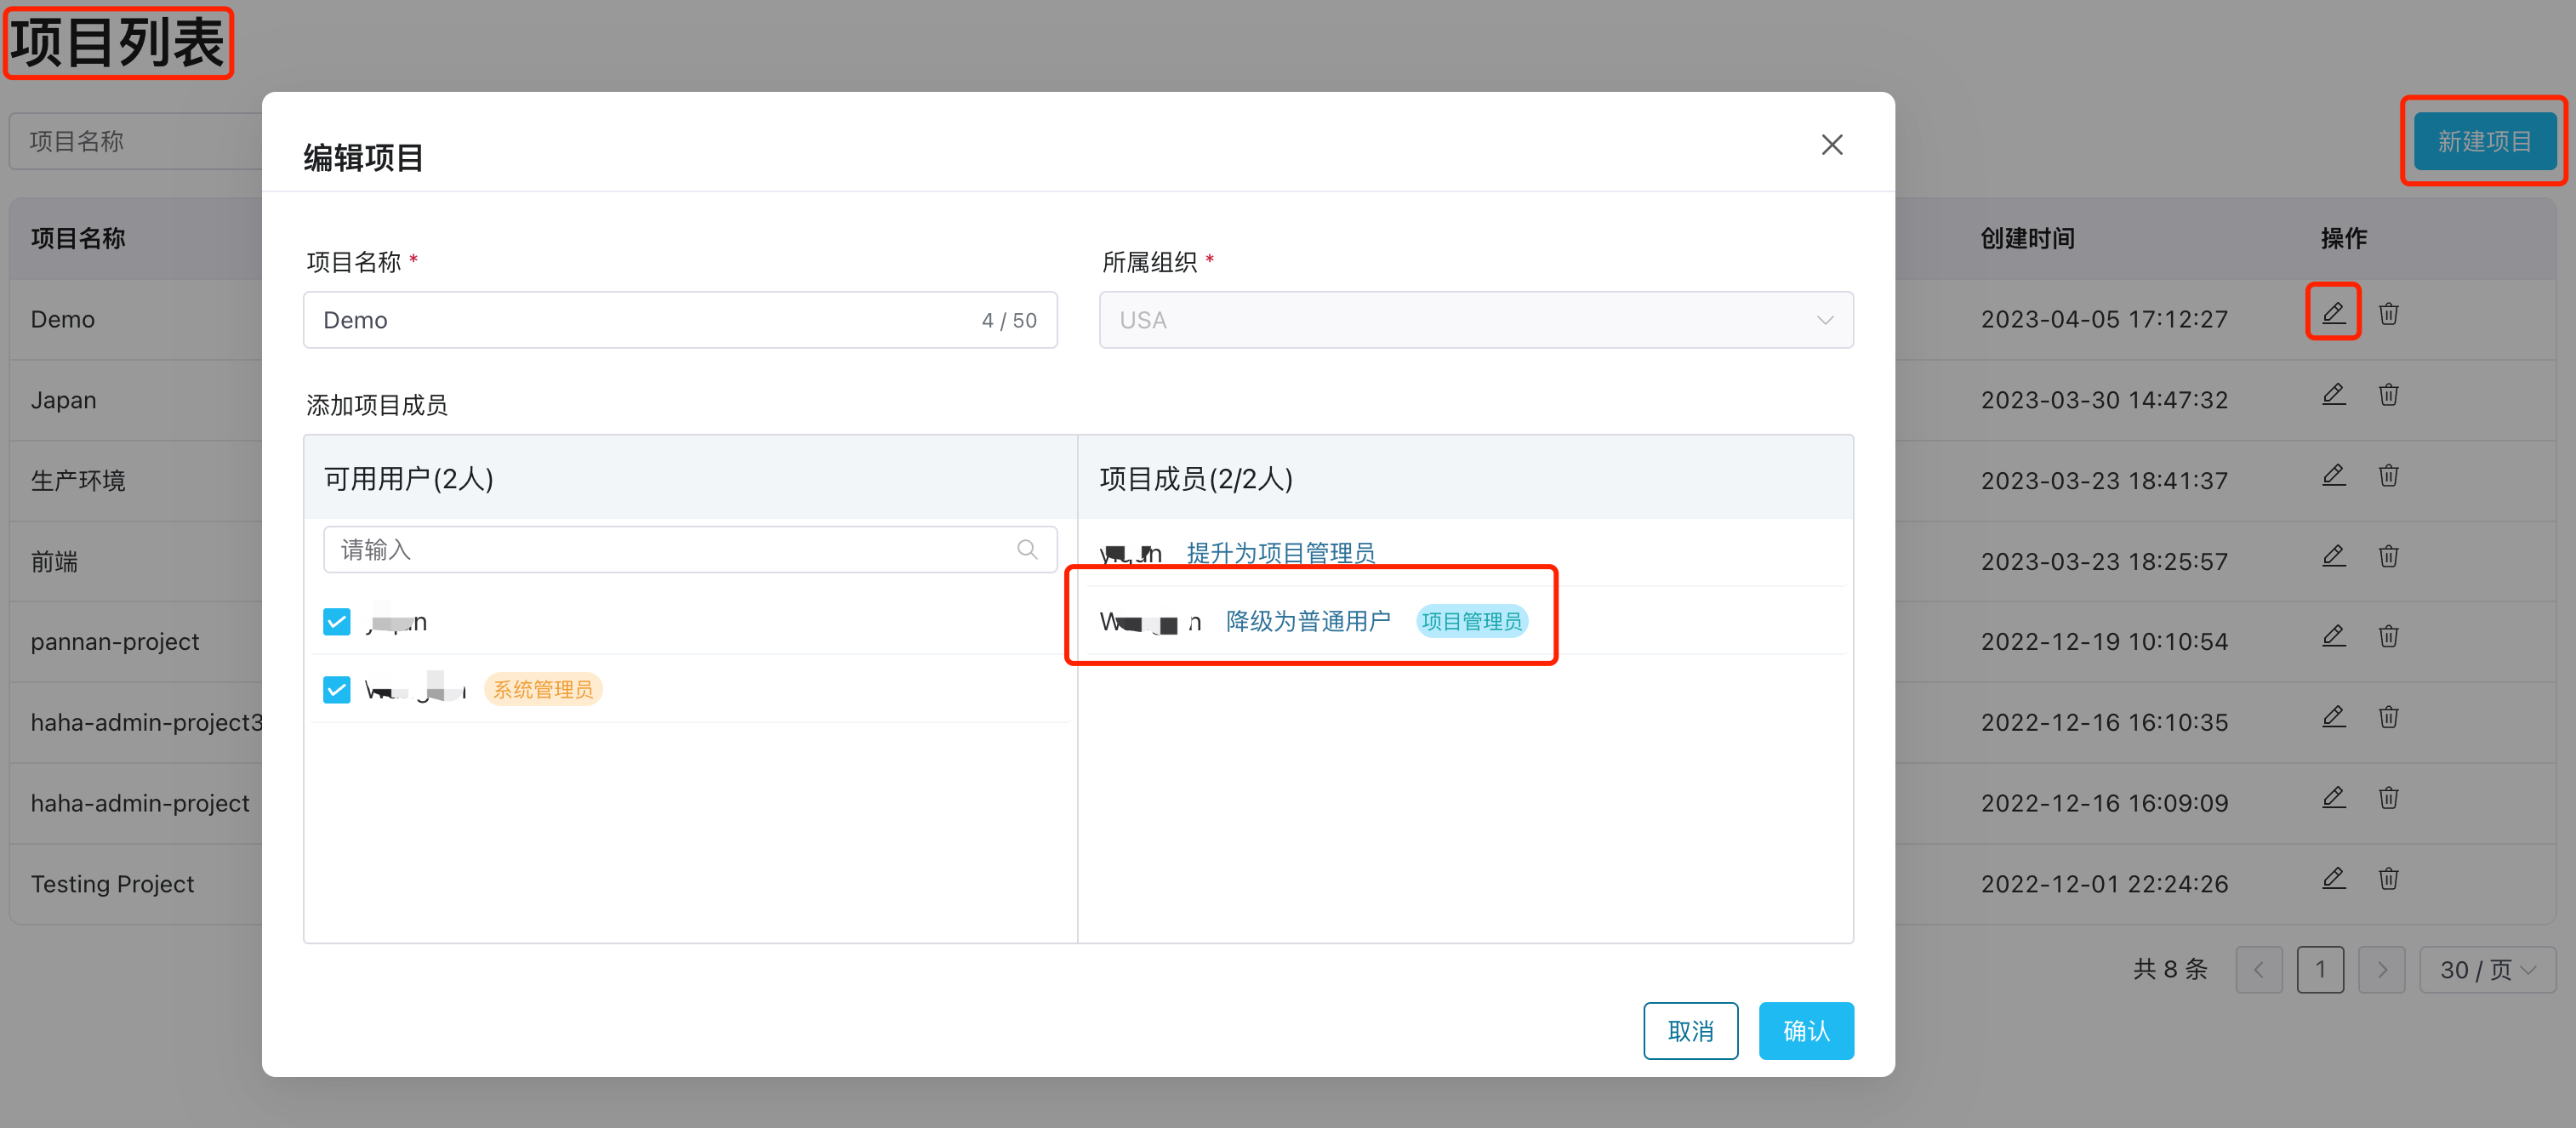 项目列表
项目名称
新建项目
项目名称
创建时间
操作
Demo
2023-04-05 17:12:27
Japan
2023-03-30 14:47:32
生产环境
2023-03-23 18:41:37
前端
2023-03-23 18:25:57
pannan-project
2022-12-19 10:10:54
haha-admin-project3
2022-12-16 16:10:35
haha-admin-project
2022-12-16 16:09:09
Testing Project
2022-12-01 22:24:26
共 8 条
1
30 / 页
编辑项目
项目名称 *
所属组织 *
Demo
4 / 50
USA
添加项目成员
可用用户(2人)
项目成员(2/2人)
请输入
提升为项目管理员
降级为普通用户 项目管理员
系统管理员
取消
确认